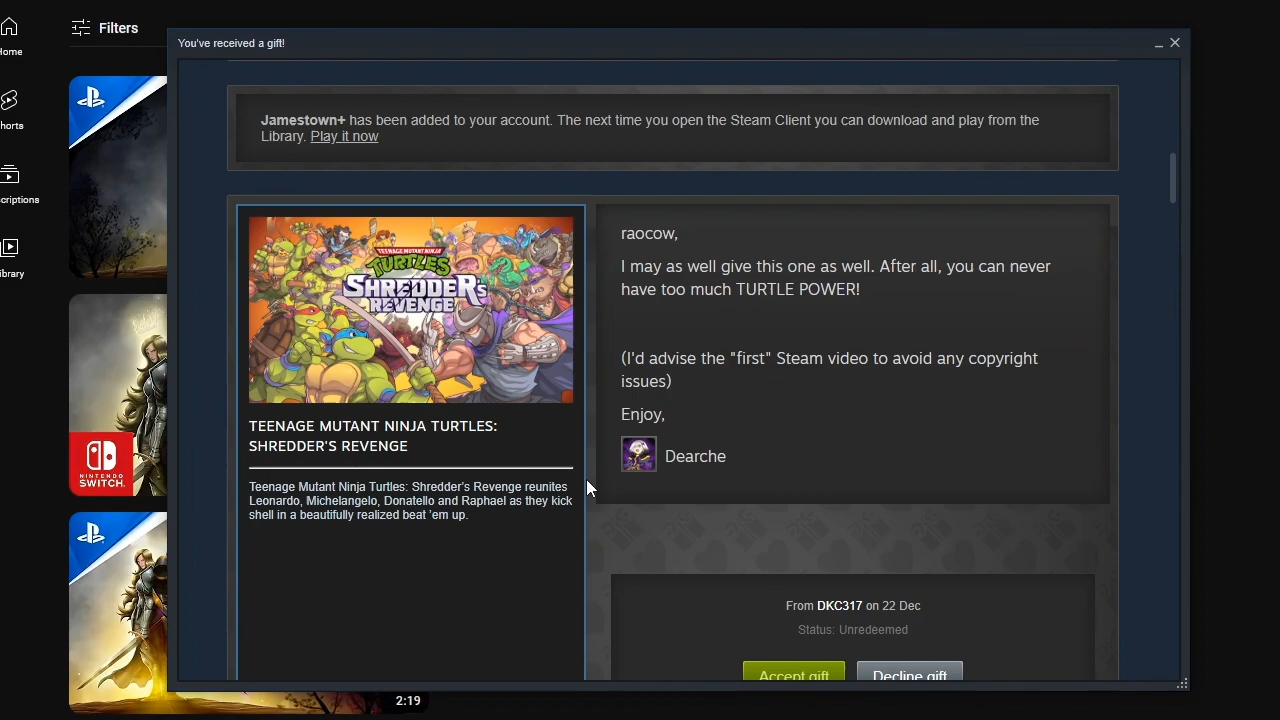 Filters
Home
horts
criptions
ibrary
You've received a gift!
Jamestown+ has been added to your account. The next time you open the Steam Client you can download and play from the
Library. Play it now
TEENAGE MUTANT NINJA
TURTLES
SHREDDER'S
REVENGE
TEENAGE MUTANT NINJA TURTLES:
SHREDDER'S REVENGE
Teenage Mutant Ninja Turtles: Shredder's Revenge reunites
Leonardo, Michelangelo, Donatello and Raphael as they kick
shell in a beautifully realized beat 'em up.
raocow,
I may as well give this one as well. After all, you can never
have too much TURTLE POWER!
(I'd advise the "first" Steam video to avoid any copyright
issues)
Enjoy,
Dearche
From DKC317 on 22 Dec
Status: Unredeemed
Accept gift
Decline gift
NINTENDO
SWITCH
2:19